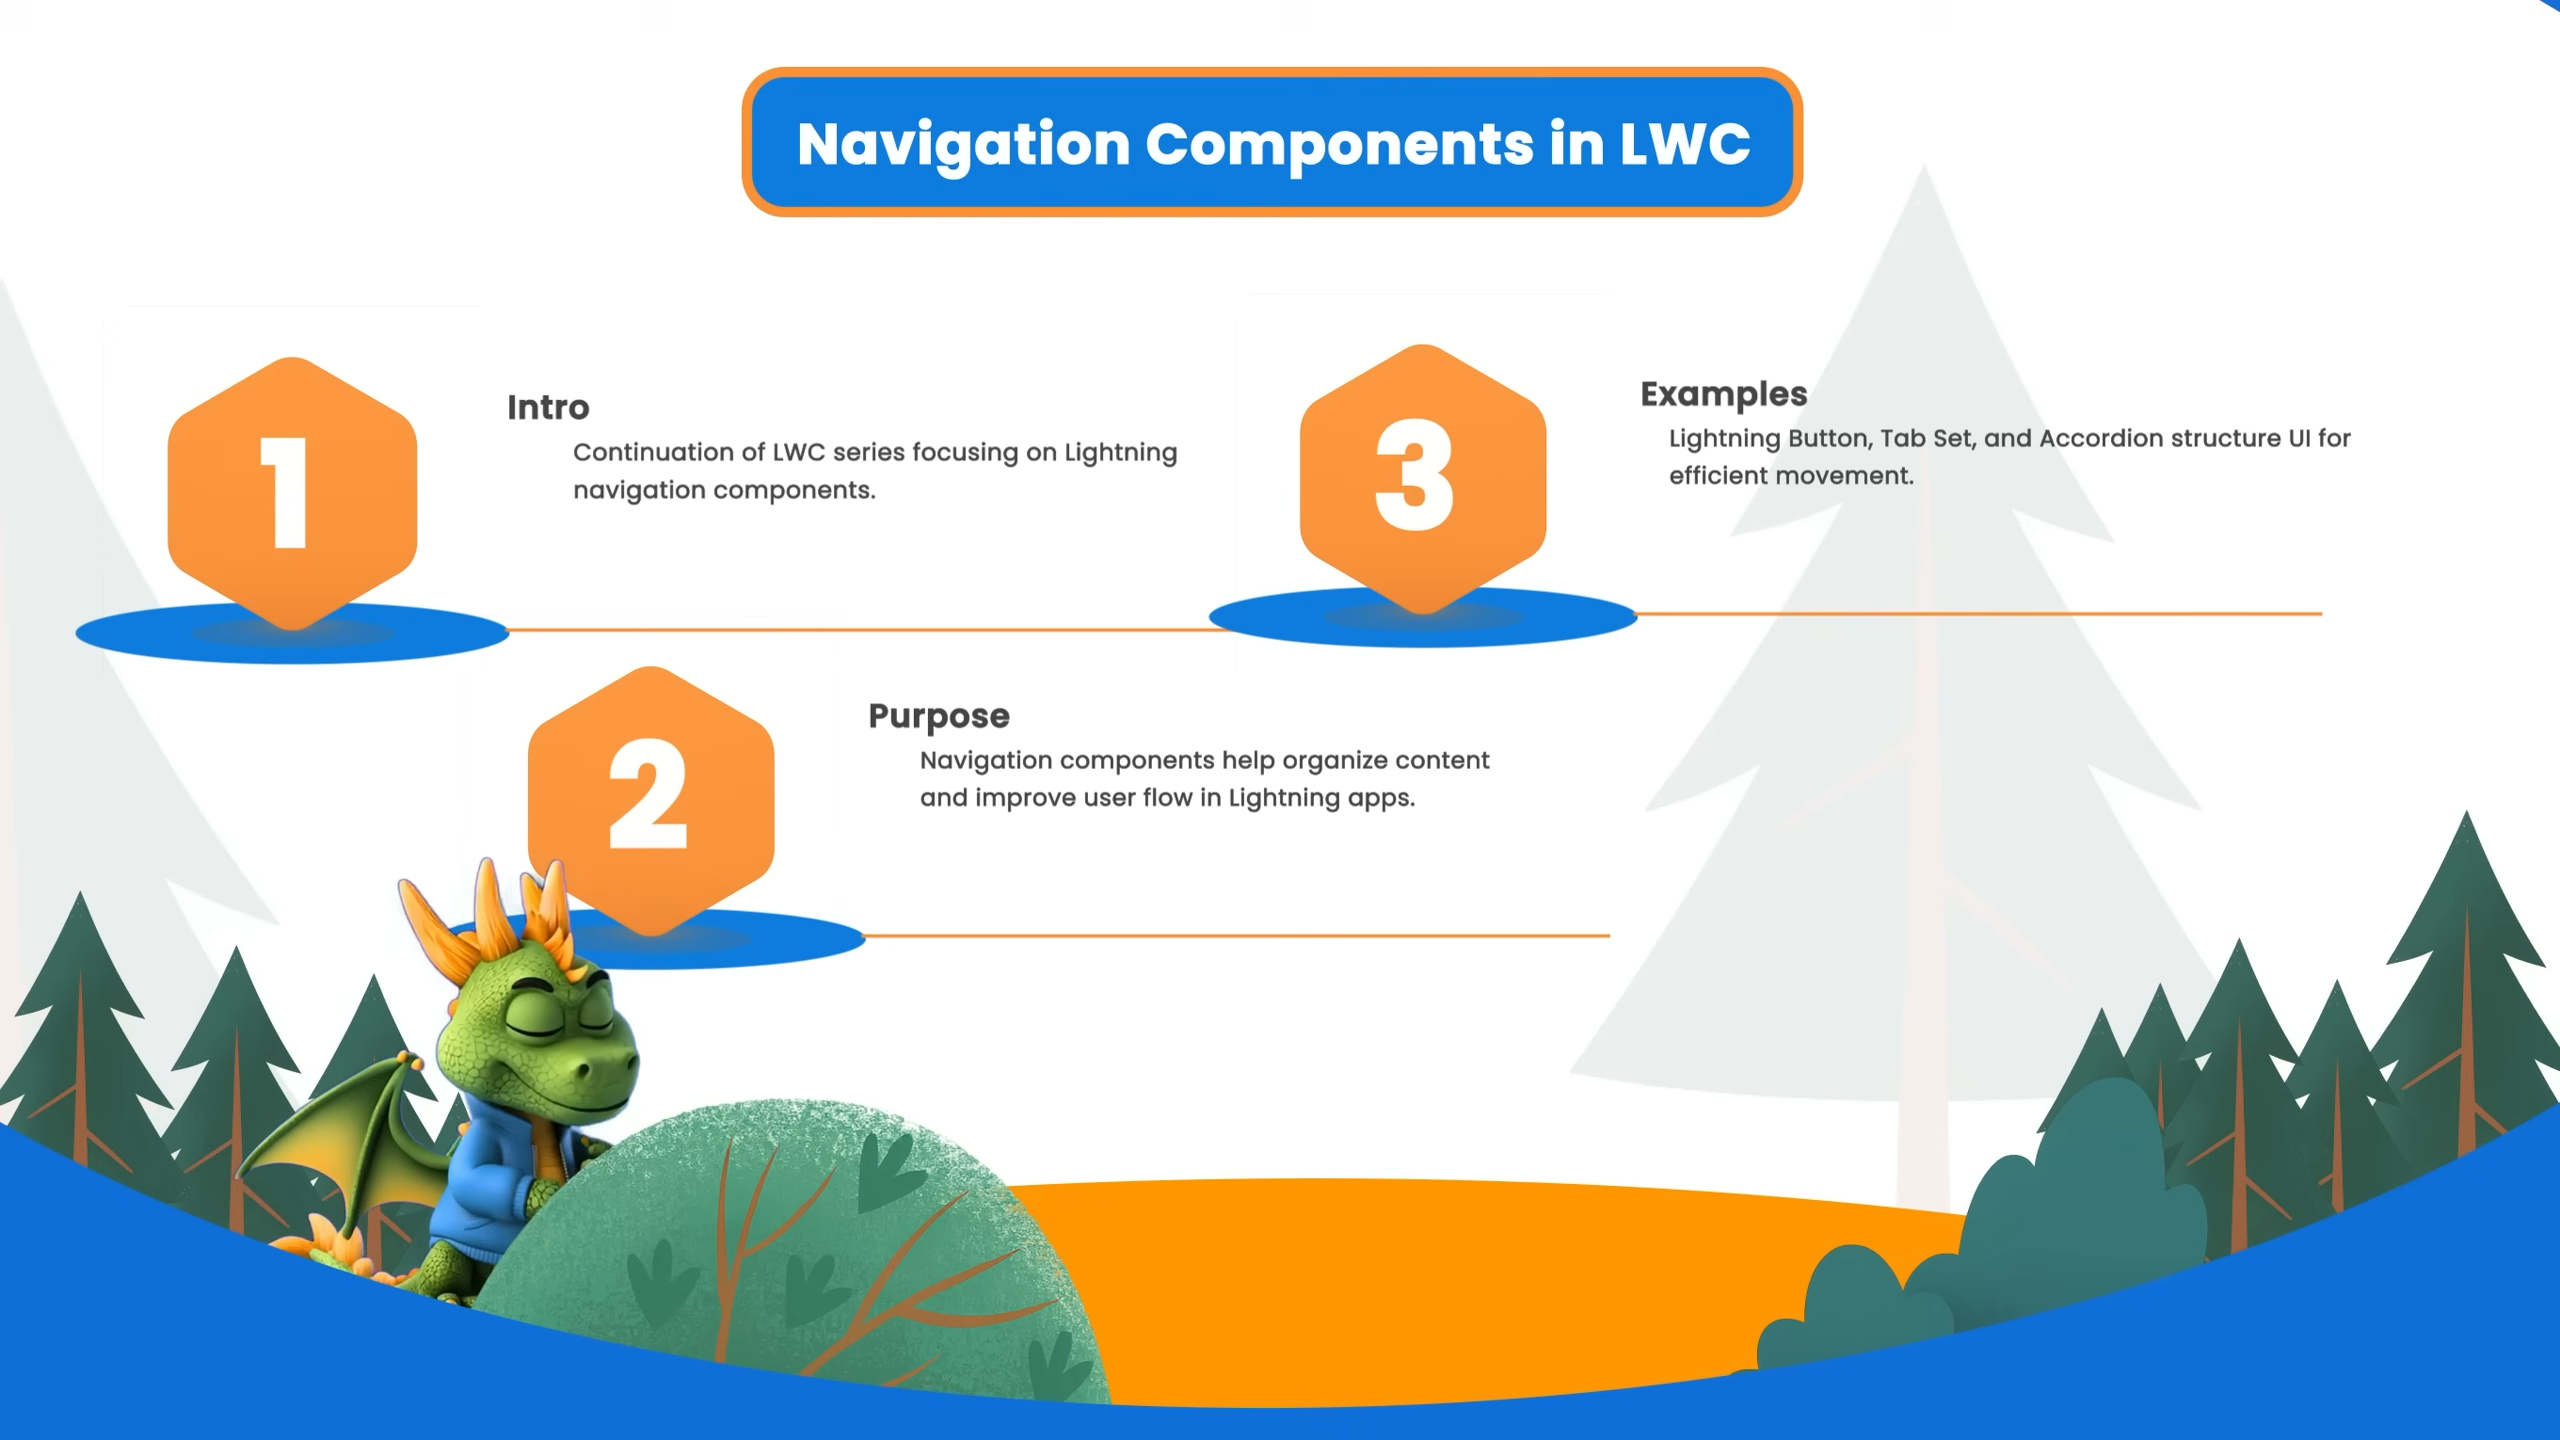 Navigation Components in LWC
1
Intro
Continuation of LWC series focusing on Lightning
navigation components.
2
Purpose
Navigation components help organize content
and improve user flow in Lightning apps.
3
Examples
Lightning Button, Tab Set, and Accordion structure UI for
efficient movement.